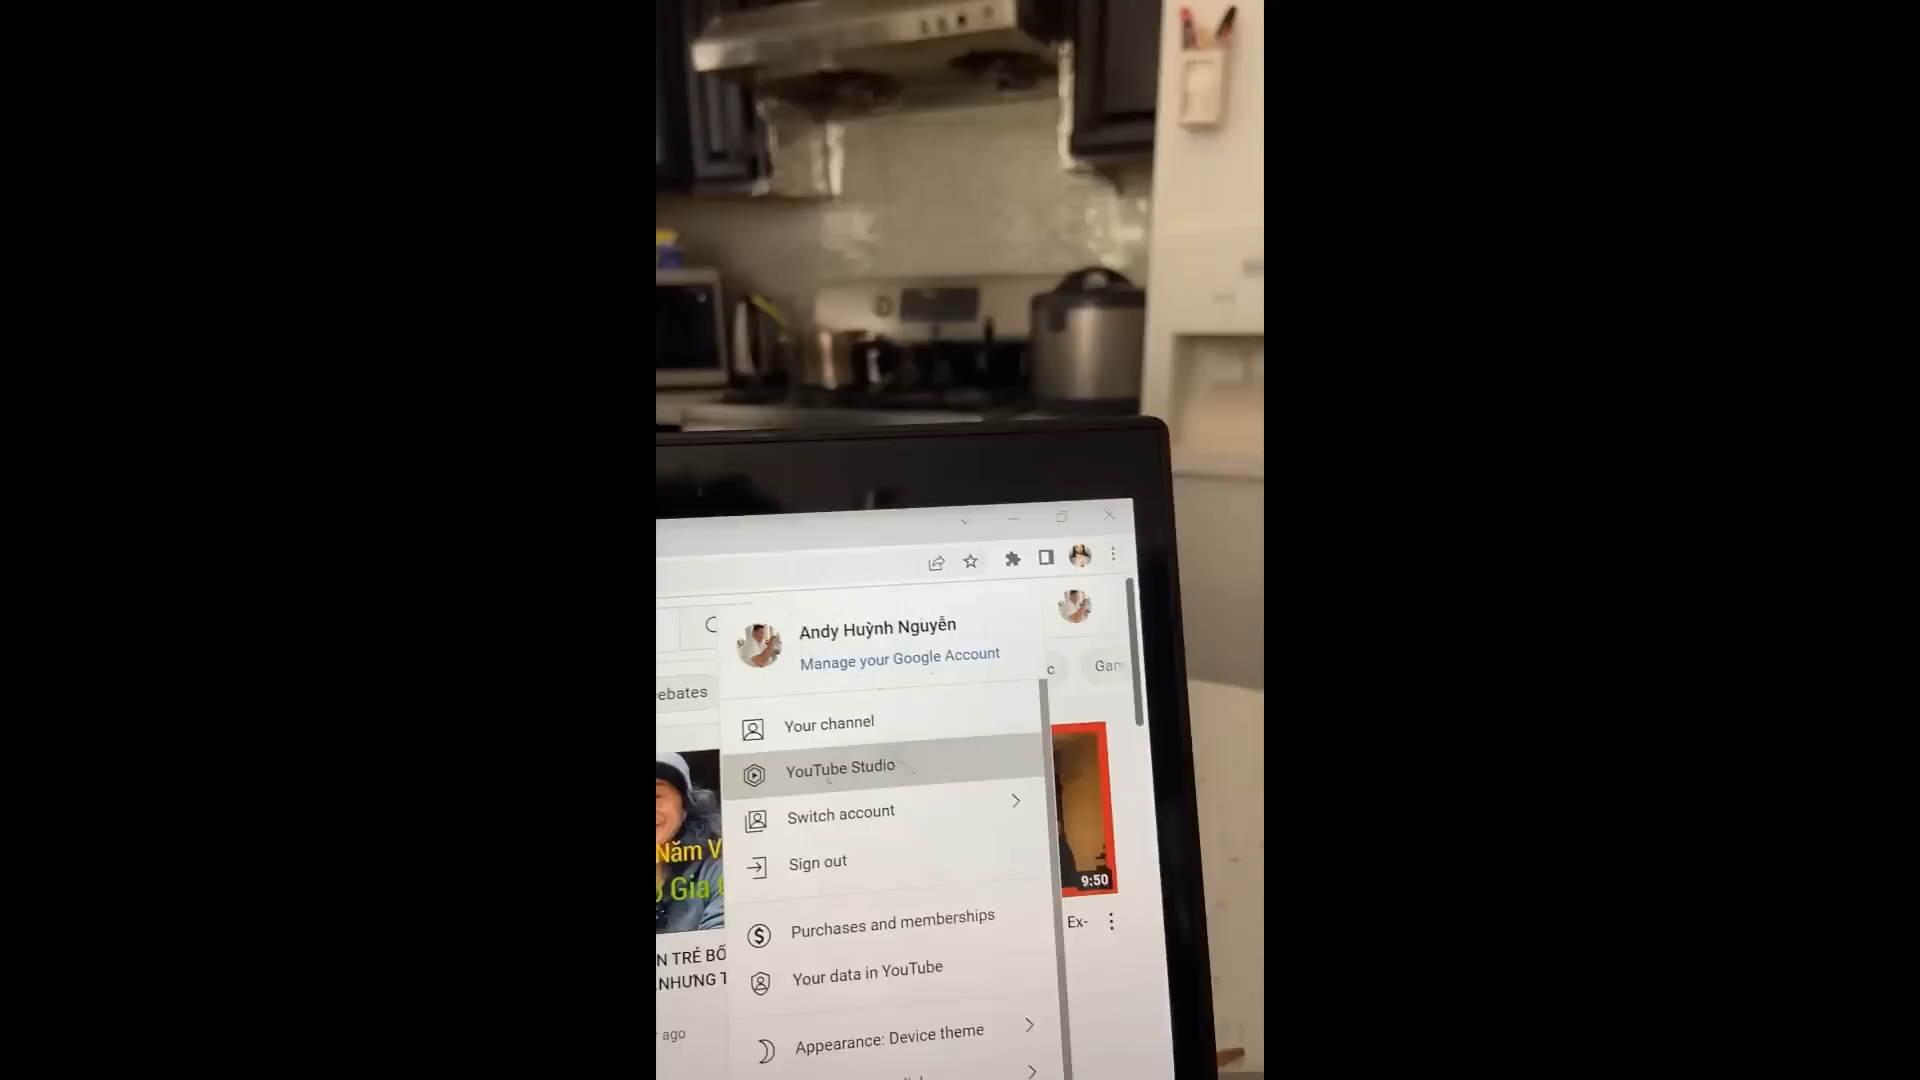 Andy Huỳnh Nguyễn
Manage your Google Account
c
Gam
ebates
Your channel
YouTube Studio
Switch account
Sign out
Năm V
Gia
9:50
Ex-
Purchases and memberships
N TRẺ BỐ
NHƯNG T
Your data in YouTube
ago
Appearance: Device theme